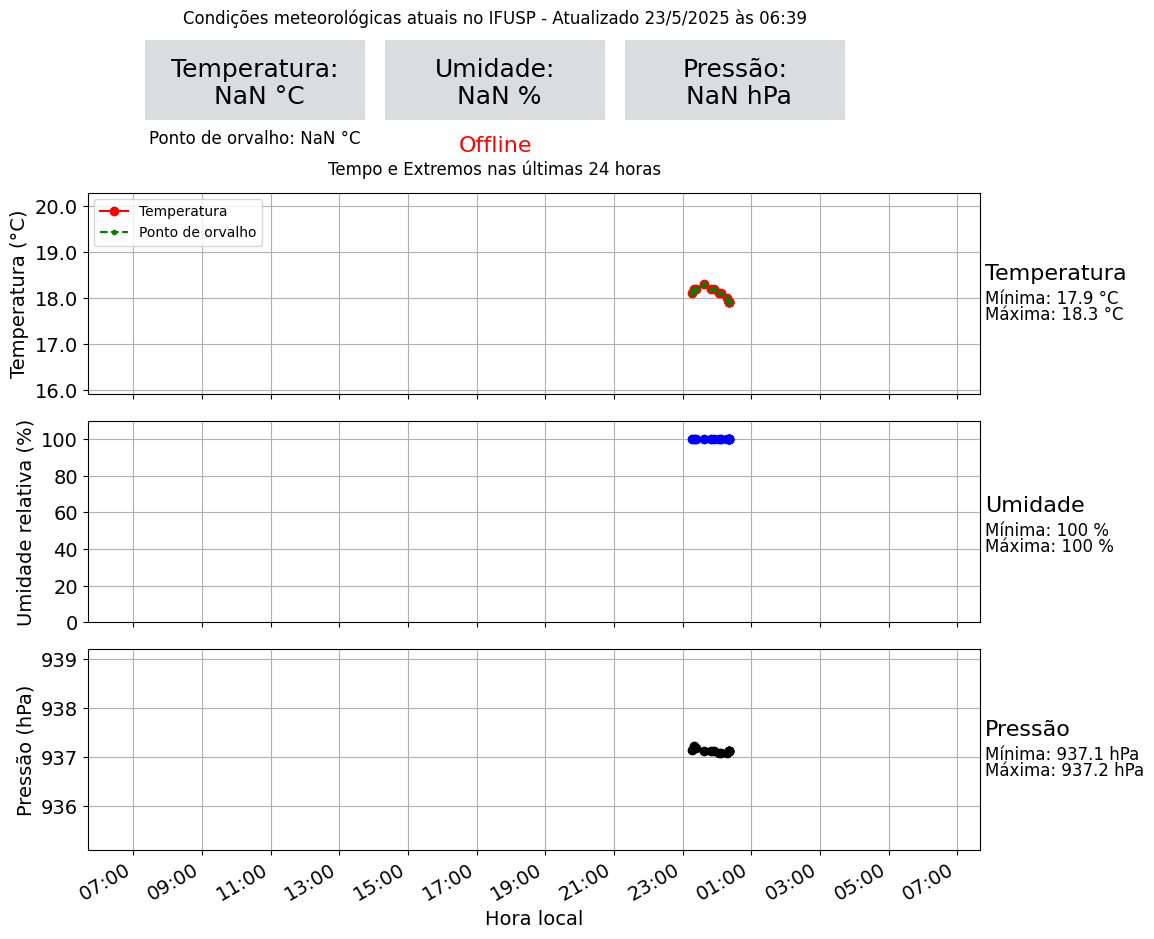 Condições meteorológicas atuais no IFUSP - Atualizado 23/5/2025 às 06:39
Temperatura:
NaN °C
Umidade:
NaN %
Pressão:
NaN hPa
Ponto de orvalho: NaN °C
Offline
Tempo e Extremos nas últimas 24 horas
Temperatura (°C)
20.0
19.0
18.0
17.0
16.0
Temperatura
Ponto de orvalho
Temperatura
Mínima: 17.9 °C
Máxima: 18.3 °C
Umidade relativa (%)
100
80
60
40
20
0
Umidade
Mínima: 100 %
Máxima: 100 %
Pressão (hPa)
939
938
937
936
Pressão
Mínima: 937.1 hPa
Máxima: 937.2 hPa
07:00 09:00 11:00 13:00 15:00 17:00 19:00 21:00 23:00 01:00 03:00 05:00 07:00
Hora local